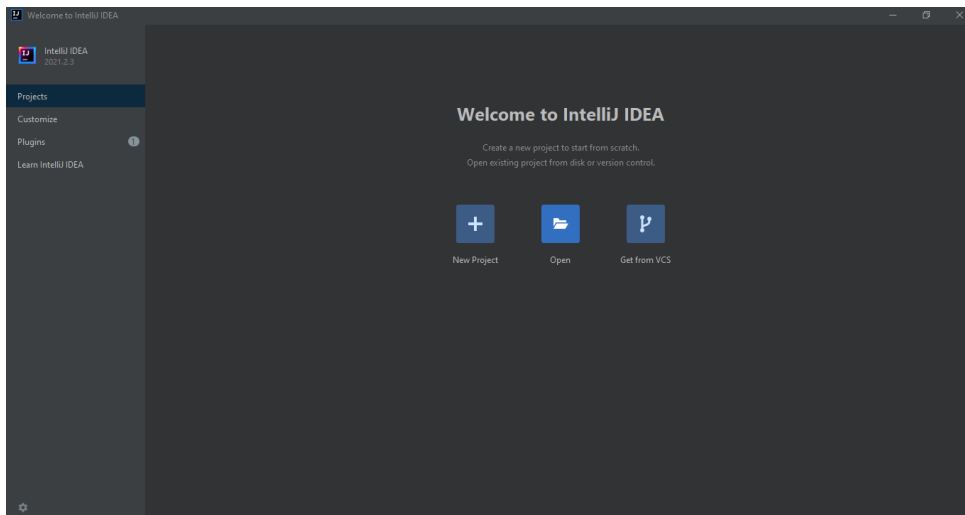 Welcome to IntelliJ IDEA
IJ
IntelliJ IDEA
2021.2.3
Projects
Customize
Plugins 1
Learn IntelliJ IDEA
Welcome to IntelliJ IDEA
Create a new project to start from scratch.
Open existing project from disk or version control.
New Project Open Get from VCS